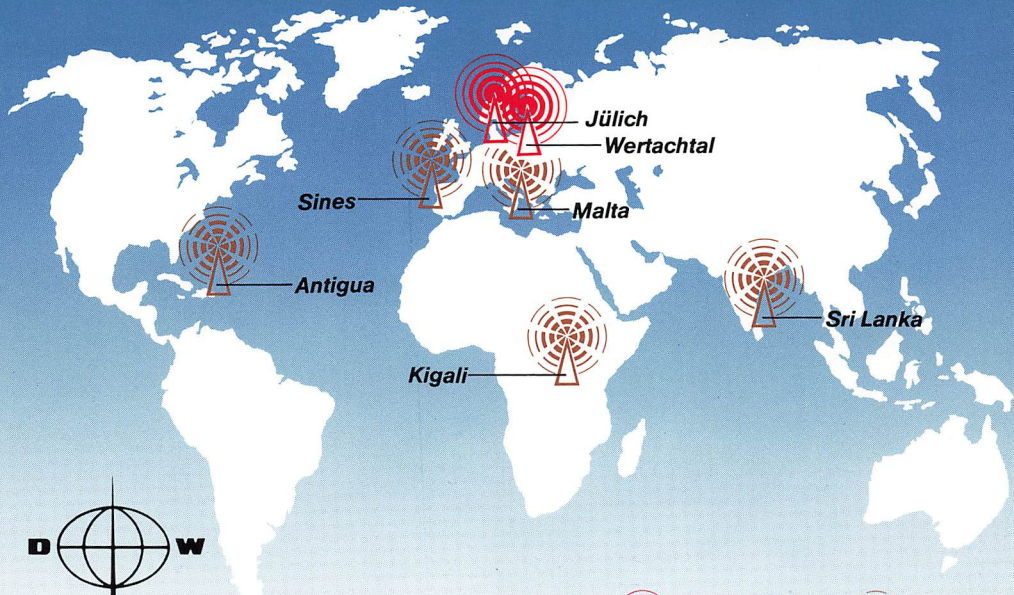 Jülich
Wertachtal
Sines
Malta
Antigua
Sri Lanka
Kigali
D W